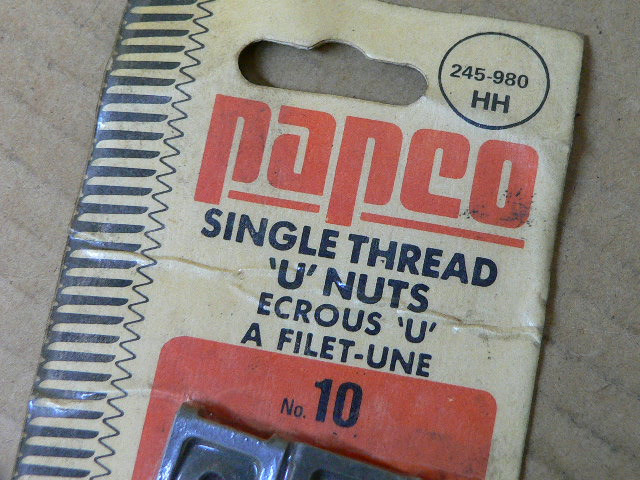 245-980
HH
papco
SINGLE THREAD
'U' NUTS
ECROUS 'U'
A FILET-UNE
No. 10